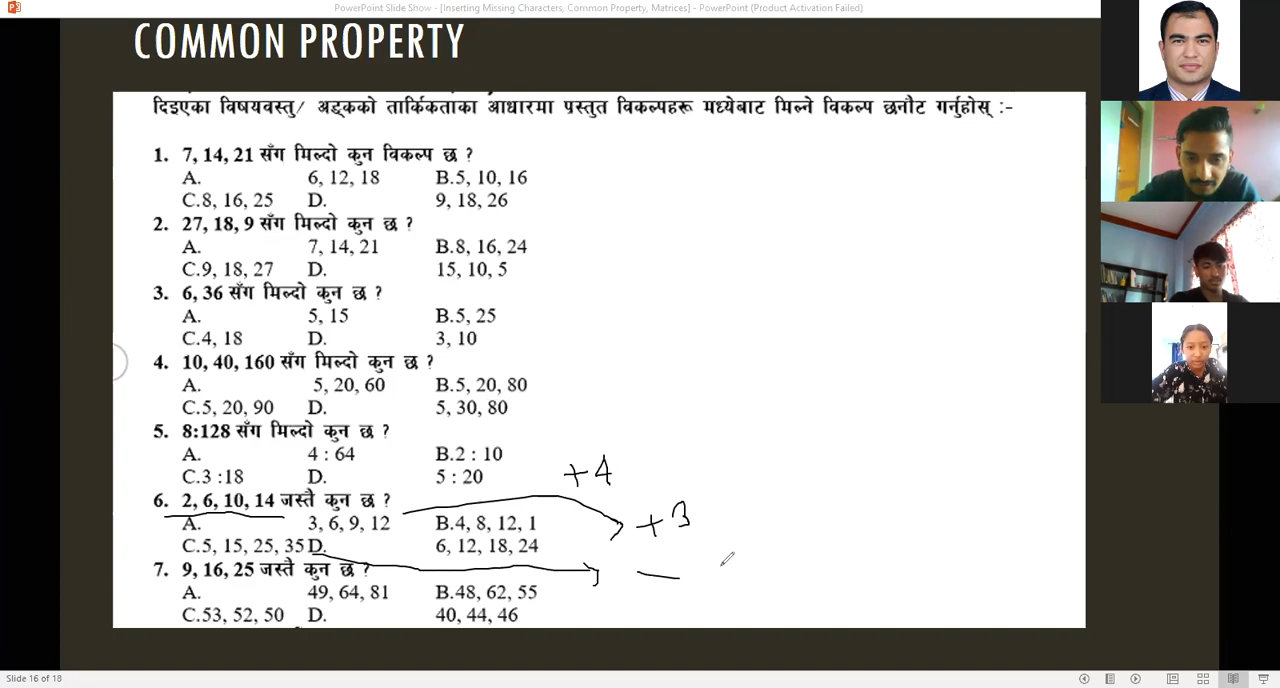 PowerPoint Slide Show - [Inserting Missing Characters, Common Property, Matrices] - PowerPoint (Product Activation Failed)
COMMON PROPERTY
दिइएका विषयवस्तु/ अङ्कको तार्किकताका आधारमा प्रस्तुत विकल्पहरू मध्येबाट मिल्ने विकल्प छनौट गर्नुहोस् :-
1. 7, 14, 21 सँग मिल्दो कुन विकल्प छ ?
A. 6, 12, 18 B.5, 10, 16
C.8, 16, 25 D. 9, 18, 26
2. 27, 18, 9 सँग मिल्दो कुन छ ?
A. 7, 14, 21 B.8, 16, 24
C.9, 18, 27 D. 15, 10, 5
3. 6, 36 सँग मिल्दो कुन छ ?
A. 5, 15 B.5, 25
C.4, 18 D. 3, 10
4. 10, 40, 160 सँग मिल्दो कुन छ ?
A. 5, 20, 60 B.5, 20, 80
C.5, 20, 90 D. 5, 30, 80
5. 8:128 सँग मिल्दो कुन छ ?
A. 4 : 64 B.2 : 10
C.3 :18 D. 5 : 20
+4
6. 2, 6, 10, 14 जस्तै कुन छ ?
A. 3, 6, 9, 12 B.4, 8, 12, 1 +3
C.5, 15, 25, 35 D. 6, 12, 18, 24
7. 9, 16, 25 जस्तै कुन छ ?
A. 49, 64, 81 B.48, 62, 55
C.53, 52, 50 D. 40, 44, 46
Slide 16 of 18